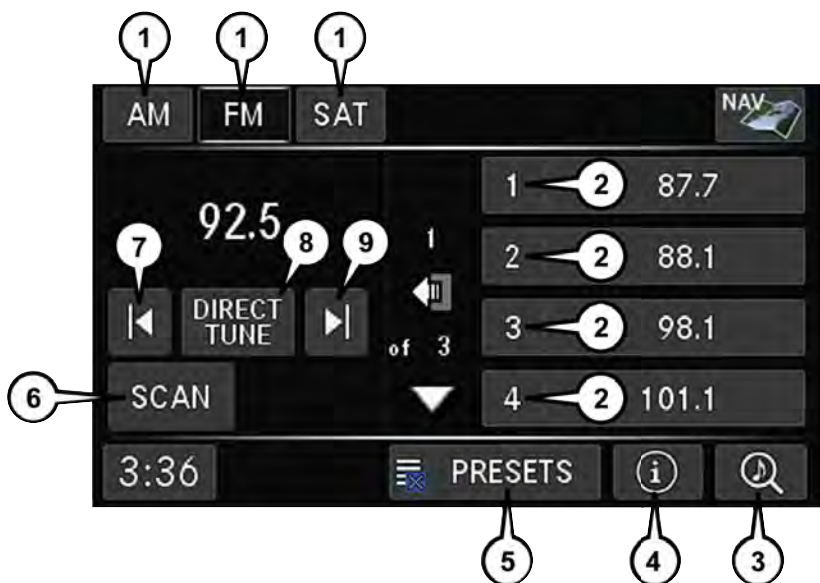 1 1 1
AM FM SAT NAV
1 2 87.7
92.5
7 8 9 1
2 2 88.1
DIRECT
TUNE
3 2 98.1
of 3
6 SCAN
4 2 101.1
3:36 PRESETS i
5 4 3